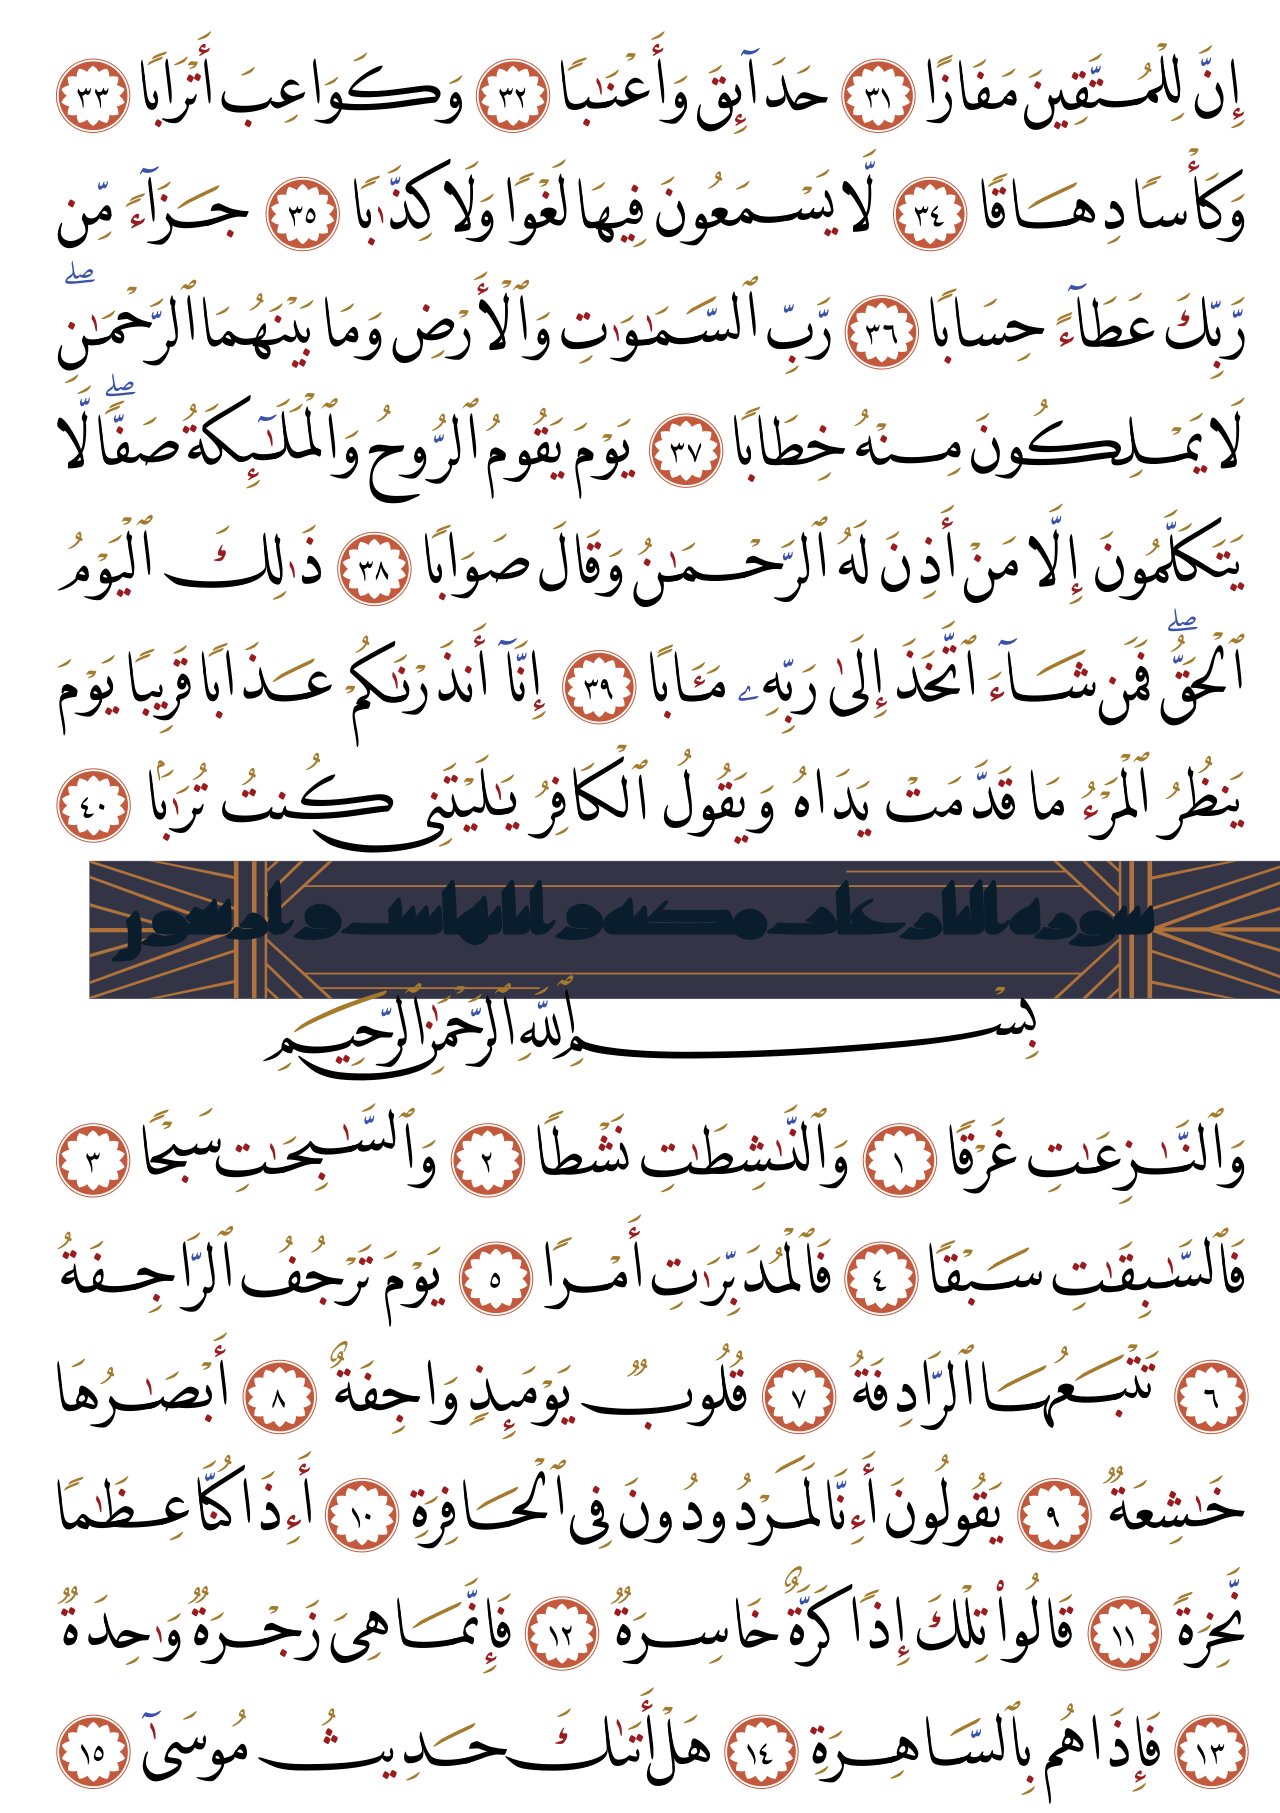 إِنَّ لِلْمُتَّقِينَ مَفَازًا ٣١ حَدَآئِقَ وَأَعْنَٰبًا ٣٢ وَكَوَاعِبَ أَتْرَابًا ٣٣
وَكَأْسًا دِهَاقًا ٣٤ لَّا يَسْمَعُونَ فِيهَا لَغْوًا وَلَا كِذَّٰبًا ٣٥ جَزَآءً مِّن
رَّبِّكَ عَطَآءً حِسَابًا ٣٦ رَّبِّ ٱلسَّمَٰوَٰتِ وَٱلْأَرْضِ وَمَا بَيْنَهُمَا ٱلرَّحْمَٰنِۖ
لَا يَمْلِكُونَ مِنْهُ خِطَابًا ٣٧ يَوْمَ يَقُومُ ٱلرُّوحُ وَٱلْمَلَٰٓئِكَةُ صَفًّاۖ لَّا
يَتَكَلَّمُونَ إِلَّا مَنْ أَذِنَ لَهُ ٱلرَّحْمَٰنُ وَقَالَ صَوَابًا ٣٨ ذَٰلِكَ ٱلْيَوْمُ
ٱلْحَقُّۖ فَمَن شَآءَ ٱتَّخَذَ إِلَىٰ رَبِّهِۦ مَـَٔابًا ٣٩ إِنَّآ أَنذَرْنَٰكُمْ عَذَابًا قَرِيبًا يَوْمَ
يَنظُرُ ٱلْمَرْءُ مَا قَدَّمَتْ يَدَاهُ وَيَقُولُ ٱلْكَافِرُ يَٰلَيْتَنِى كُنتُ تُرَٰبًۢا ٤٠
بِسْمِ ٱللَّهِ ٱلرَّحْمَٰنِ ٱلرَّحِيمِ
وَٱلنَّٰزِعَٰتِ غَرْقًا ١ وَٱلنَّٰشِطَٰتِ نَشْطًا ٢ وَٱلسَّٰبِحَٰتِ سَبْحًا ٣
فَٱلسَّٰبِقَٰتِ سَبْقًا ٤ فَٱلْمُدَبِّرَٰتِ أَمْرًا ٥ يَوْمَ تَرْجُفُ ٱلرَّاجِفَةُ
٦ تَتْبَعُهَا ٱلرَّادِفَةُ ٧ قُلُوبٌ يَوْمَئِذٍ وَاجِفَةٌ ٨ أَبْصَٰرُهَا
خَٰشِعَةٌ ٩ يَقُولُونَ أَءِنَّا لَمَرْدُودُونَ فِى ٱلْحَافِرَةِ ١٠ أَءِذَا كُنَّا عِظَٰمًا
نَّخِرَةً ١١ قَالُوا۟ تِلْكَ إِذًا كَرَّةٌ خَاسِرَةٌ ١٢ فَإِنَّمَا هِىَ زَجْرَةٌ وَٰحِدَةٌ
١٣ فَإِذَا هُم بِٱلسَّاهِرَةِ ١٤ هَلْ أَتَىٰكَ حَدِيثُ مُوسَىٰٓ ١٥